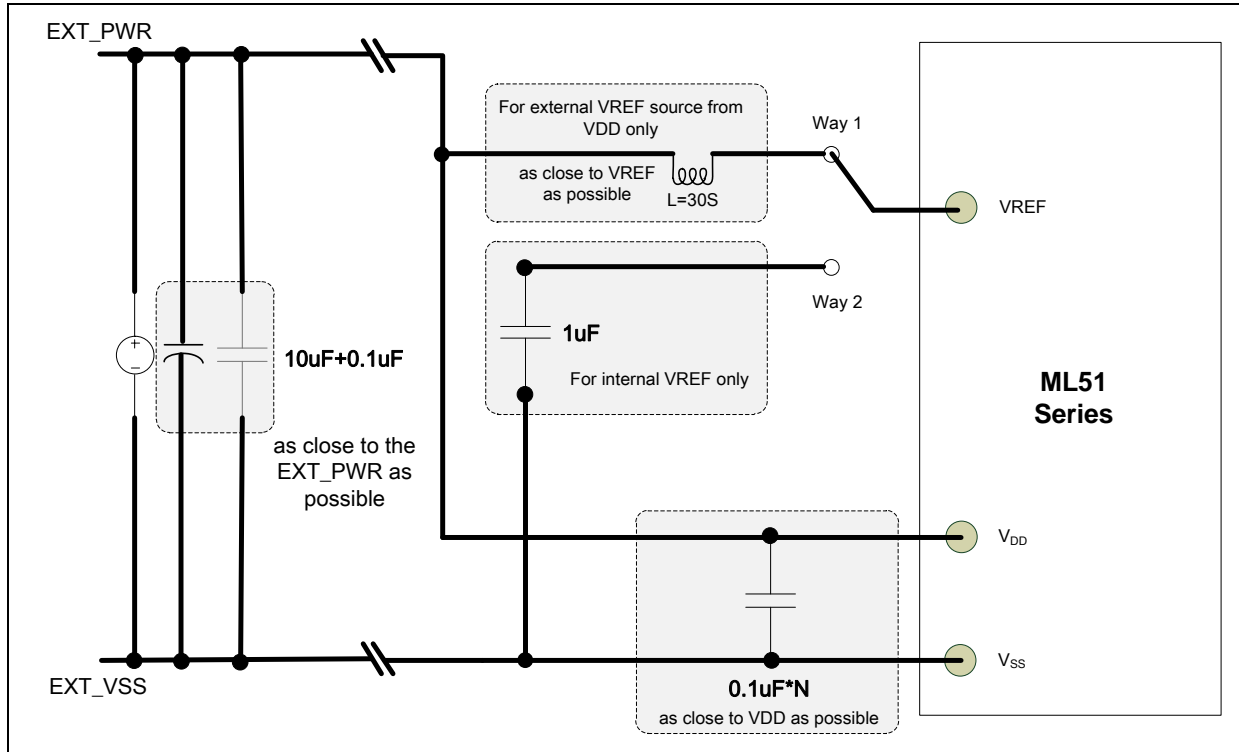 EXT_PWR
For external VREF source from
VDD only
as close to VREF
as possible
L=30S
Way 1
VREF
Way 2
1uF
For internal VREF only
+
−
10uF+0.1uF
as close to the
EXT_PWR as
possible
ML51
Series
VDD
VSS
EXT_VSS
0.1uF*N
as close to VDD as possible